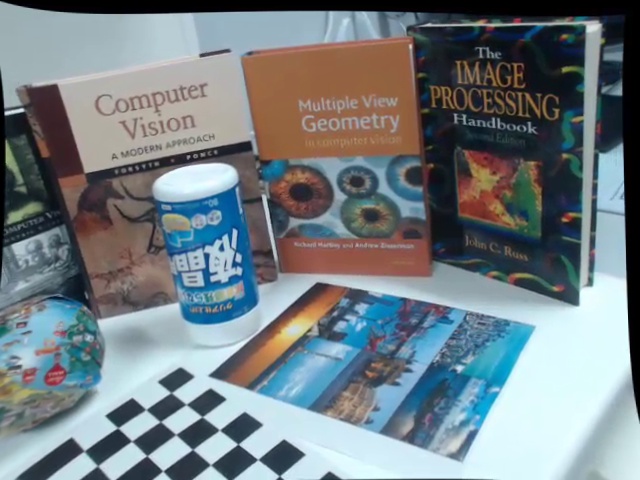 Computer
Vision
A MODERN APPROACH
FORSYTH • PONCE
Multiple View
Geometry
in computer vision
Richard Hartley and Andrew Zisserman
The
IMAGE
PROCESSING
Handbook
Second Edition
John C. Russ
COMPUTER